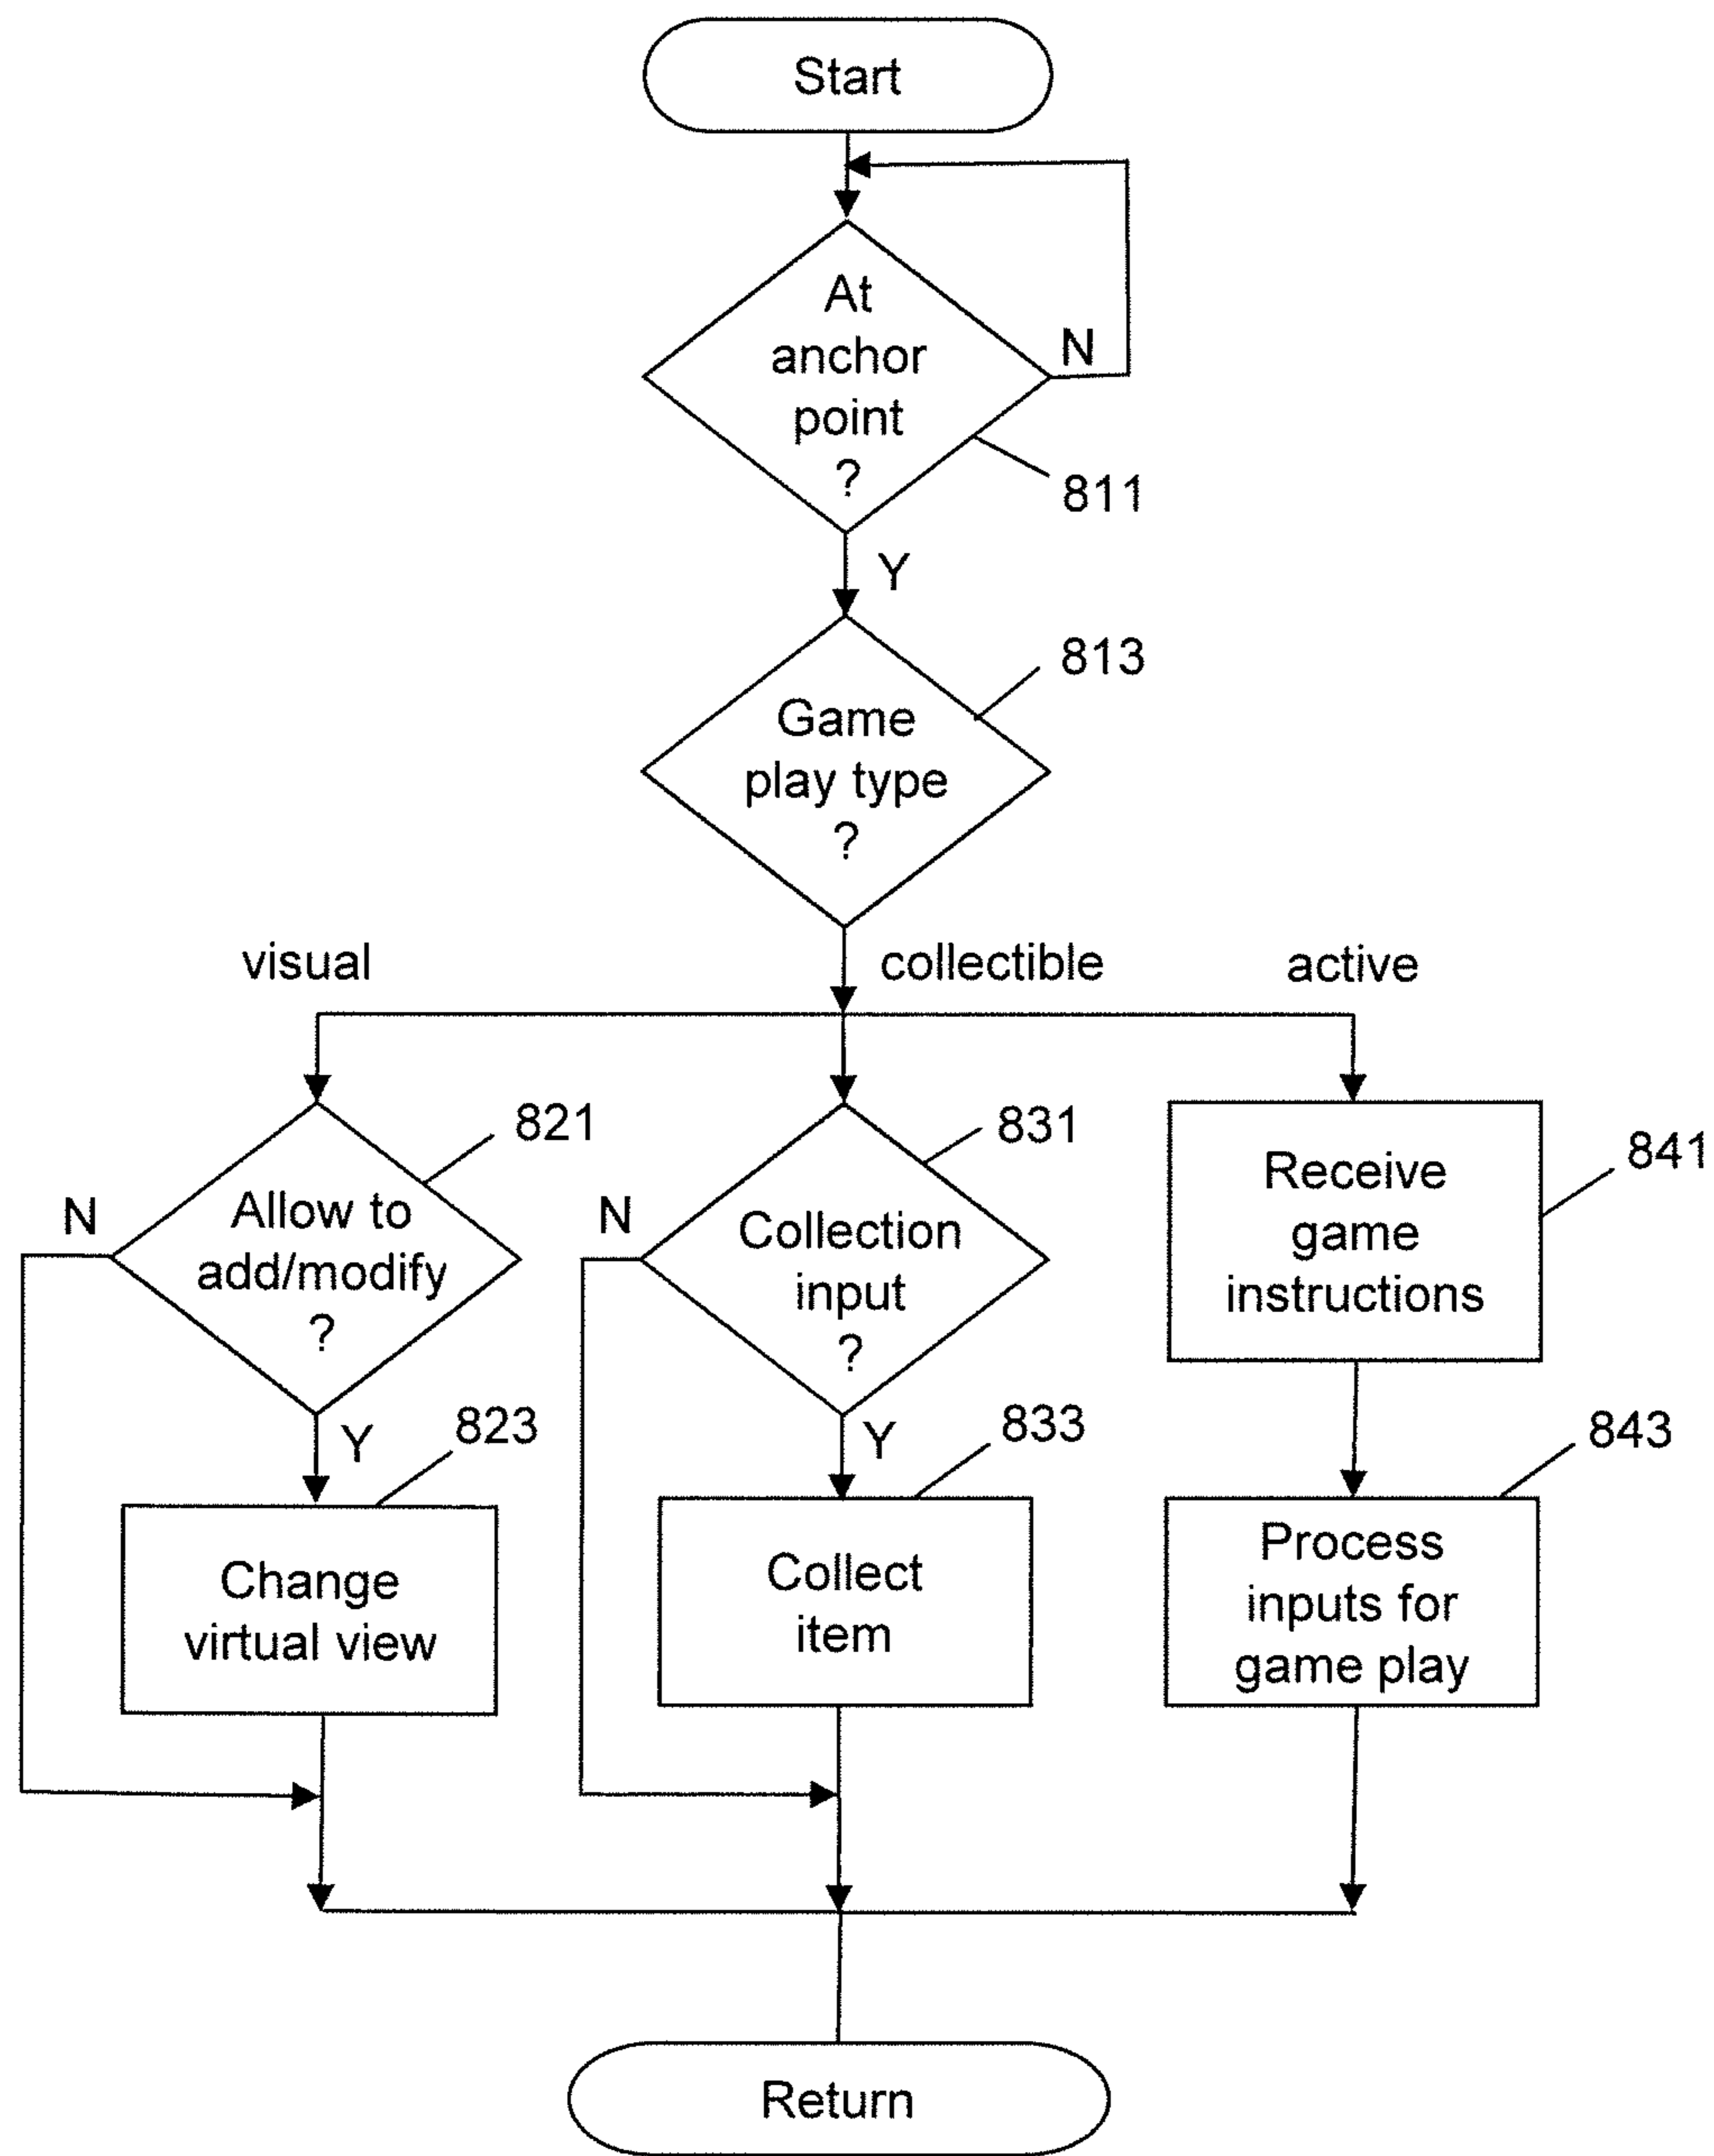 Start
At
anchor
point
?
N
811
Y
813
Game
play type
?
visual
collectible
active
821
N
Allow to
add/modify
?
Y
823
Change
virtual view
831
N
Collection
input
?
Y
833
Collect
item
841
Receive
game
instructions
843
Process
inputs for
game play
Return